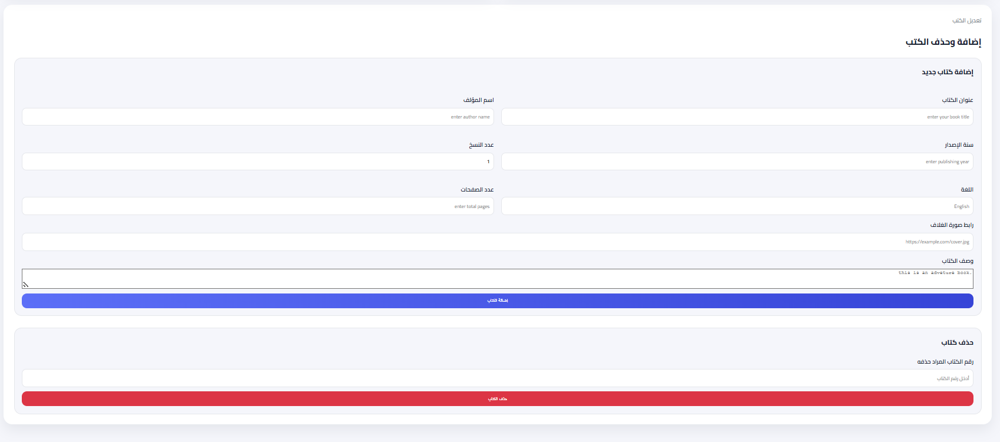 تعديل الكتب
إضافة وحذف الكتب
إضافة كتاب جديد
عنوان الكتاب
enter your book title
اسم المؤلف
enter author name
سنة الإصدار
enter publishing year
عدد النسخ
1
اللغة
English
عدد الصفحات
enter total pages
رابط صورة الغلاف
https://example.com/cover.jpg
وصف الكتاب
this is an adveture book.
إضافة الكتاب
حذف كتاب
رقم الكتاب المراد حذفه
أدخل رقم الكتاب
حذف الكتاب